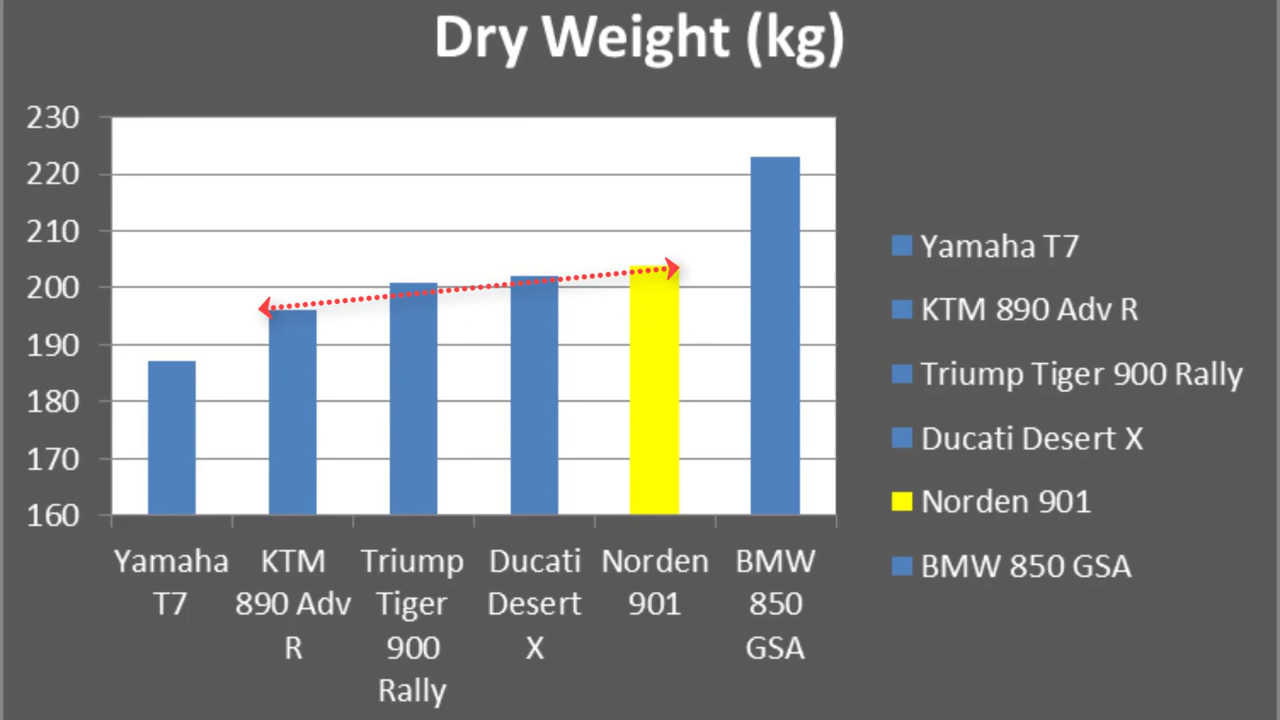 Dry Weight (kg)
230
220
210
200
190
180
170
160
Yamaha T7
KTM 890 Adv R
Triump Tiger 900 Rally
Ducati Desert X
Norden 901
BMW 850 GSA
Yamaha T7
KTM 890 Adv R
Triump Tiger 900 Rally
Ducati Desert X
Norden 901
BMW 850 GSA